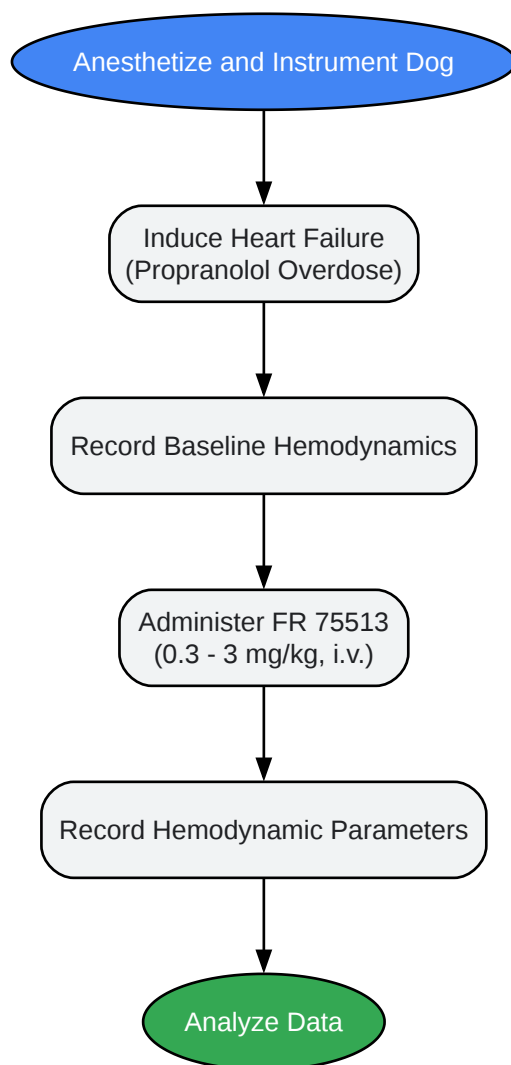 Anesthetize and Instrument Dog
Induce Heart Failure
(Propranolol Overdose)
Record Baseline Hemodynamics
Administer FR 75513
(0.3 - 3 mg/kg, i.v.)
Record Hemodynamic Parameters
Analyze Data